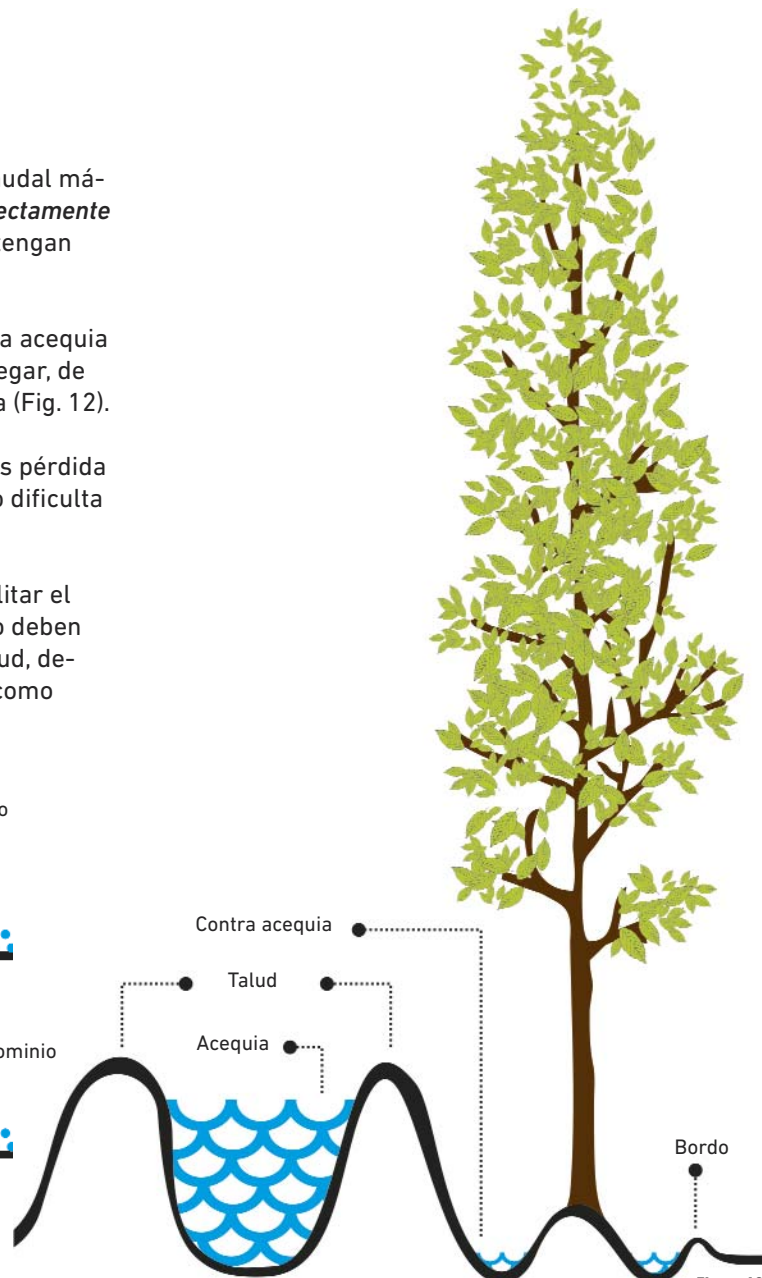 udal má-
ectamente
tengan
a acequia
egar, de
a (Fig. 12).
s pérdida
o dificulta
litar el
o deben
ud, de-
como
o
Contra acequia
Talud
ominio
Acequia
Bordo